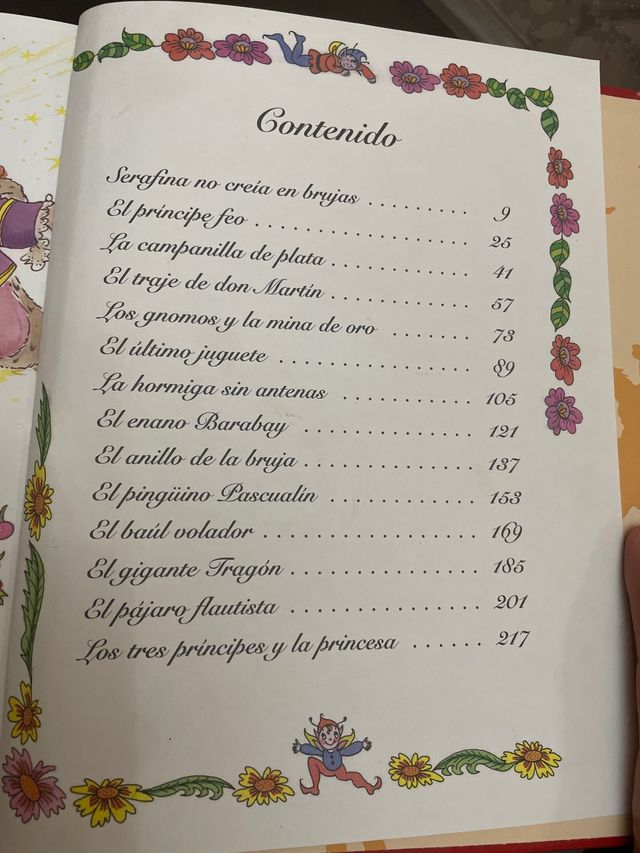 Contenido
Serafina no creía en brujas . . . . . . . . . 9
El príncipe feo . . . . . . . . . . . . . . . . . . 25
La campanilla de plata . . . . . . . . . . . . 41
El traje de don Martín . . . . . . . . . . . . 57
Los gnomos y la mina de oro . . . . . . . 73
El último juguete . . . . . . . . . . . . . . . . 89
La hormiga sin antenas . . . . . . . . . . . 105
El enano Barabay . . . . . . . . . . . . . . 121
El anillo de la bruja . . . . . . . . . . . . . . 137
El pingüino Pascualín . . . . . . . . . . . . 153
El baúl volador . . . . . . . . . . . . . . . . . 169
El gigante Tragón . . . . . . . . . . . . . . . 185
El pájaro flautista . . . . . . . . . . . . . . . 201
Los tres príncipes y la princesa . . . . . . 217